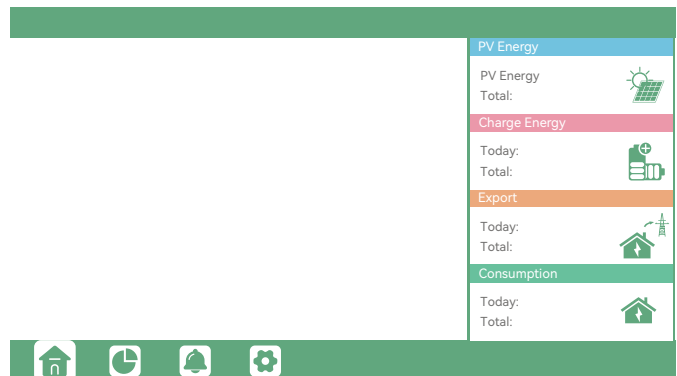 PV Energy
PV Energy
Total:
Charge Energy
Today:
Total:
Export
Today:
Total:
Consumption
Today:
Total: